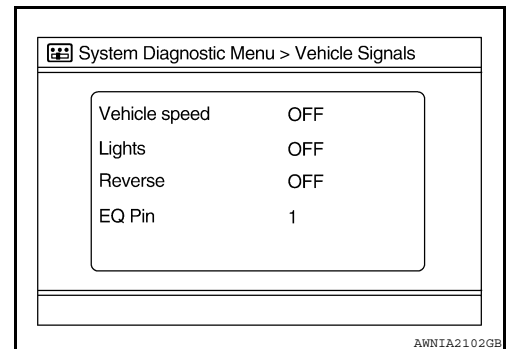 System Diagnostic Menu > Vehicle Signals
Vehicle speed OFF
Lights OFF
Reverse OFF
EQ Pin 1
AWNIA2102GB